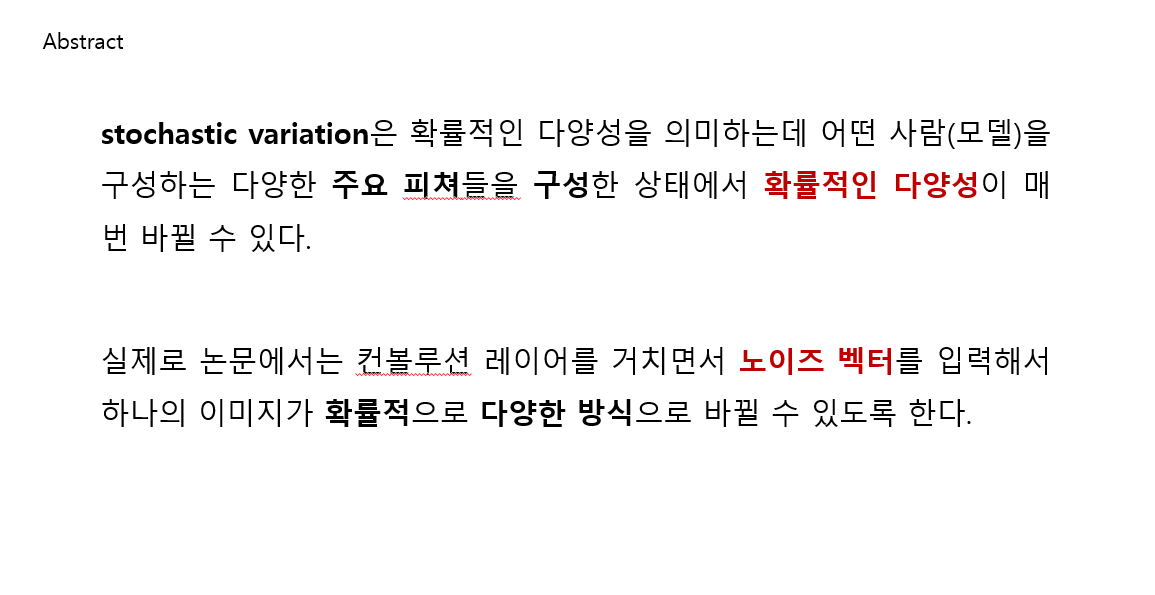 Abstract
stochastic variation은 확률적인 다양성을 의미하는데 어떤 사람(모델)을
구성하는 다양한 주요 피쳐들을 구성한 상태에서 확률적인 다양성이 매
번 바뀔 수 있다.
실제로 논문에서는 컨볼루션 레이어를 거치면서 노이즈 벡터를 입력해서
하나의 이미지가 확률적으로 다양한 방식으로 바뀔 수 있도록 한다.